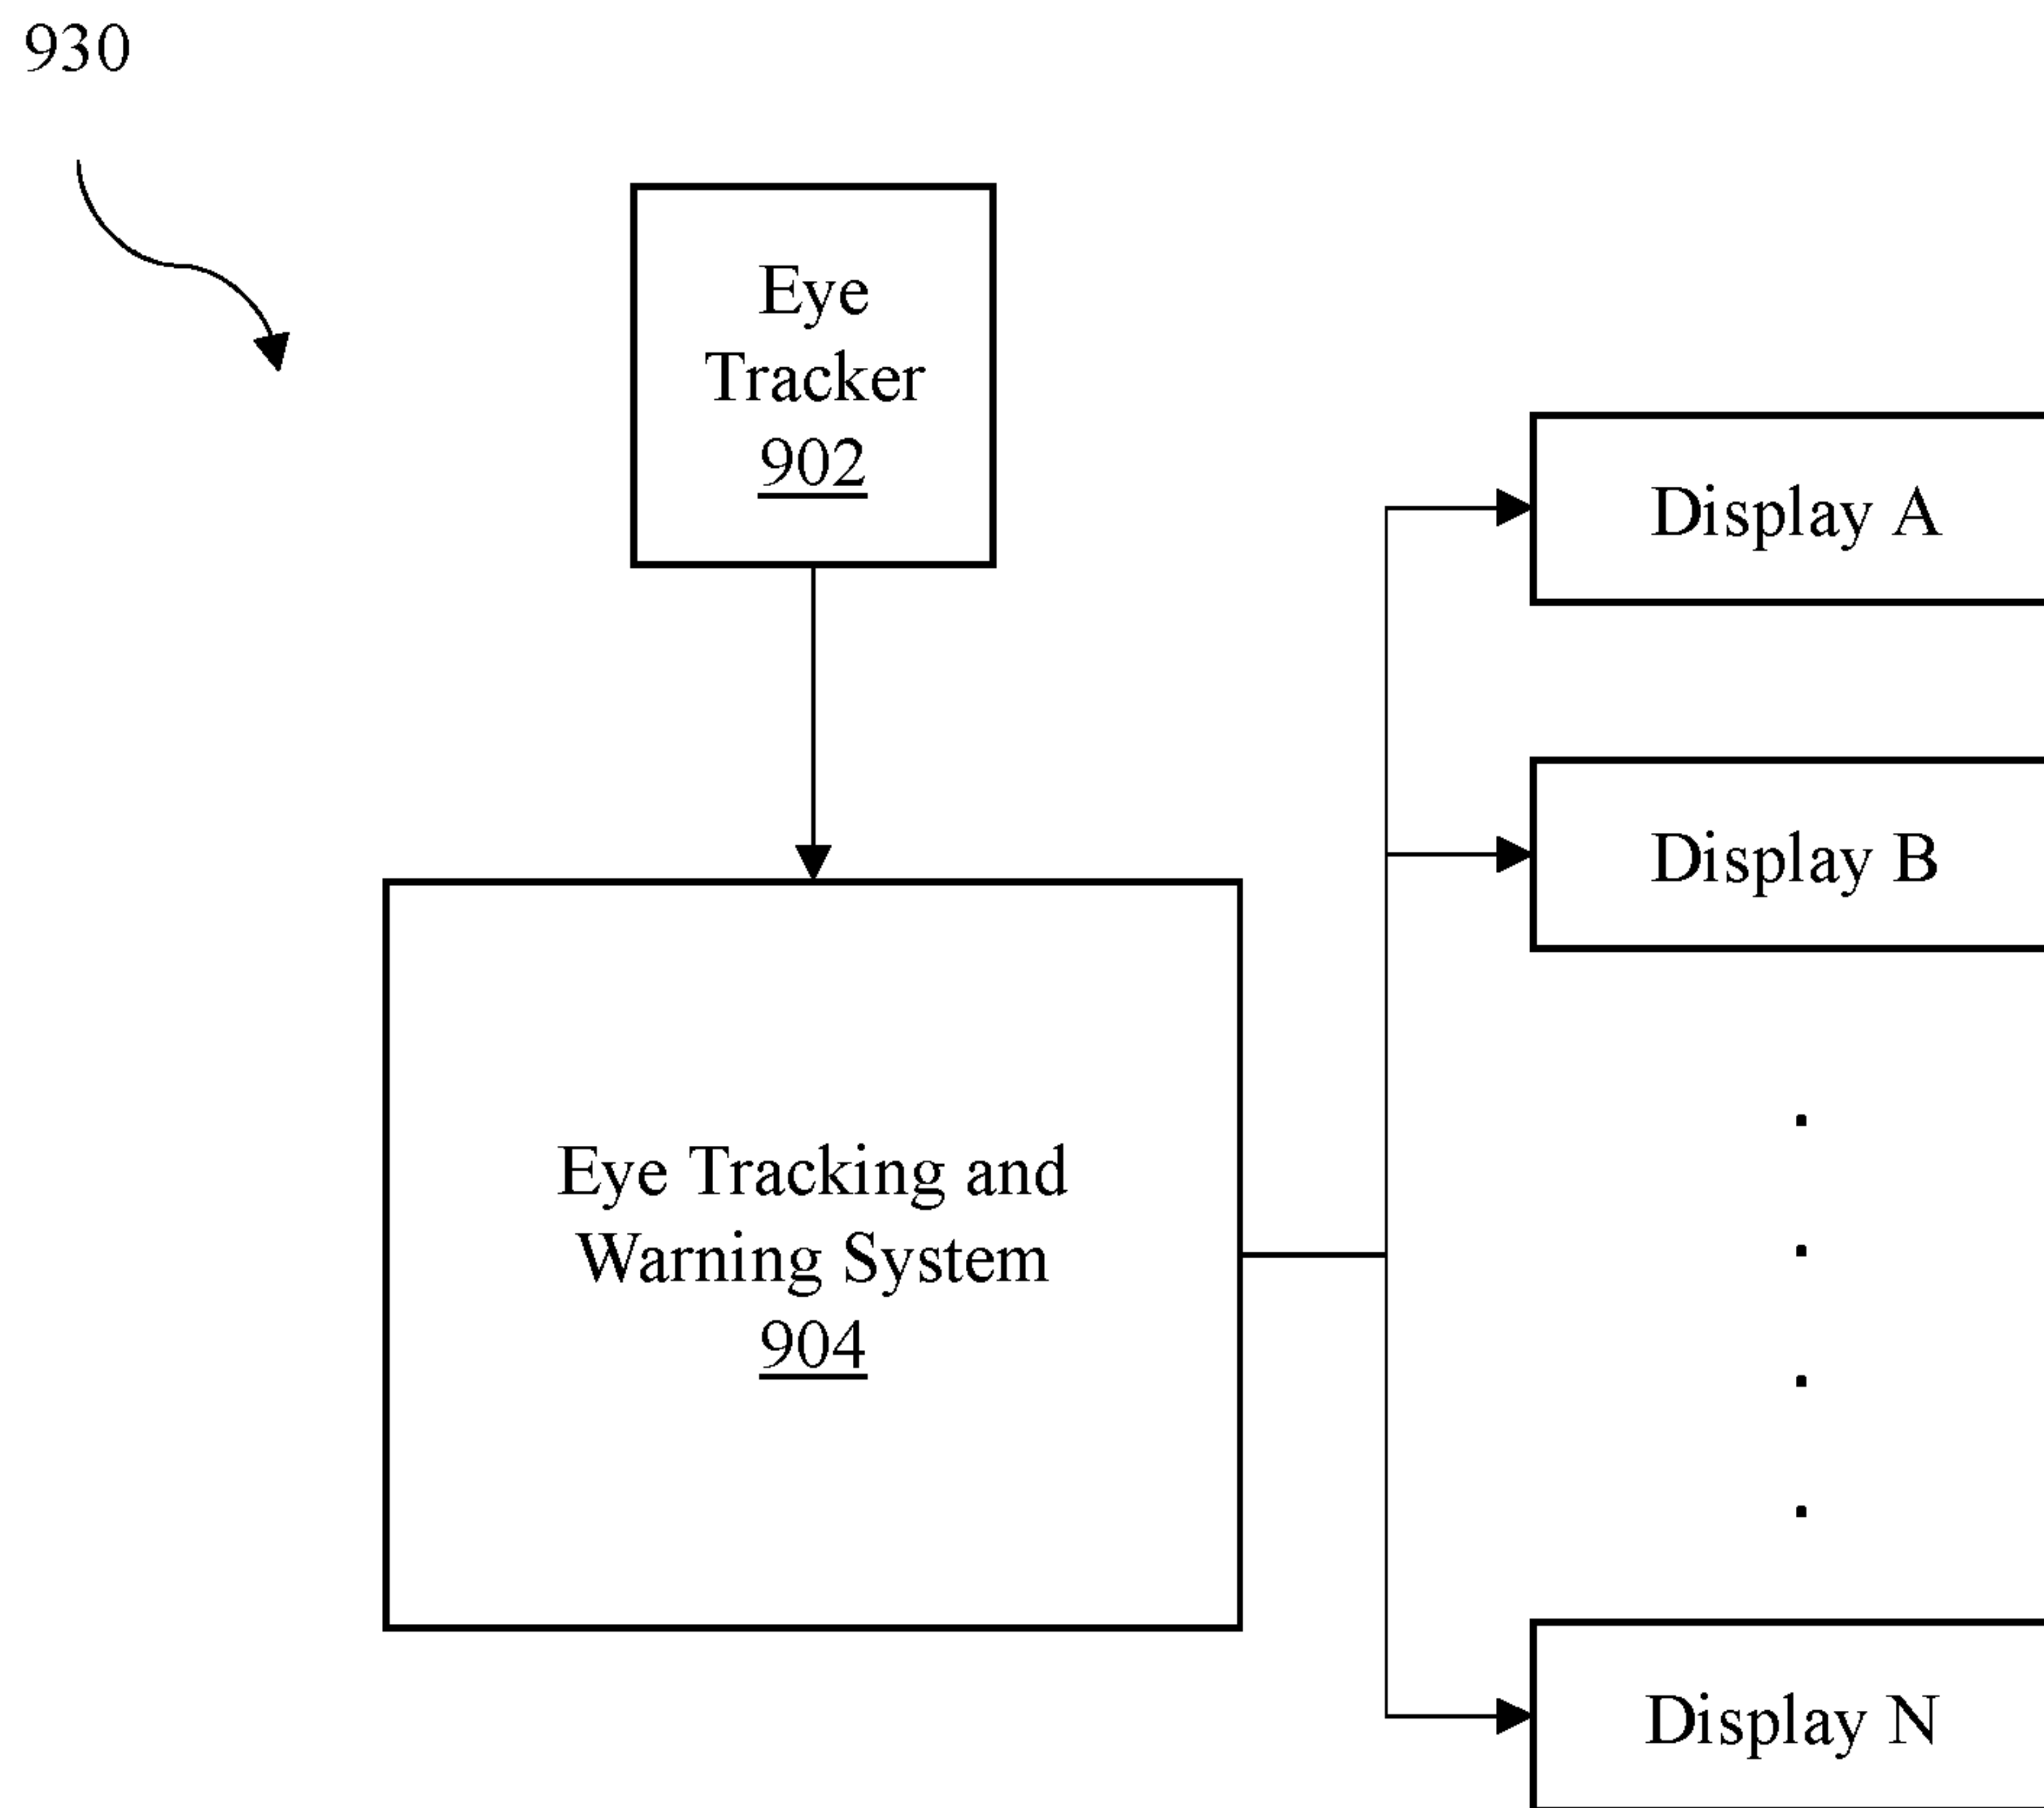 930
Eye
Tracker
902
Display A
Display B
Eye Tracking and
Warning System
904
Display N